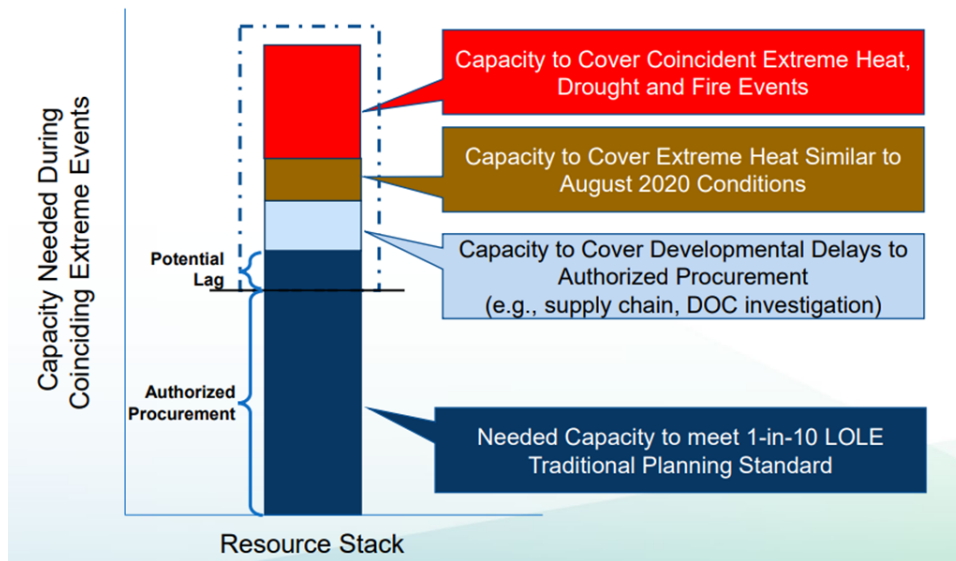 Capacity Needed During
Coinciding Extreme Events
Capacity to Cover Coincident Extreme Heat,
Drought and Fire Events
Capacity to Cover Extreme Heat Similar to
August 2020 Conditions
Capacity to Cover Developmental Delays to
Authorized Procurement
(e.g., supply chain, DOC investigation)
Potential
Lag
Authorized
Procurement
Needed Capacity to meet 1-in-10 LOLE
Traditional Planning Standard
Resource Stack